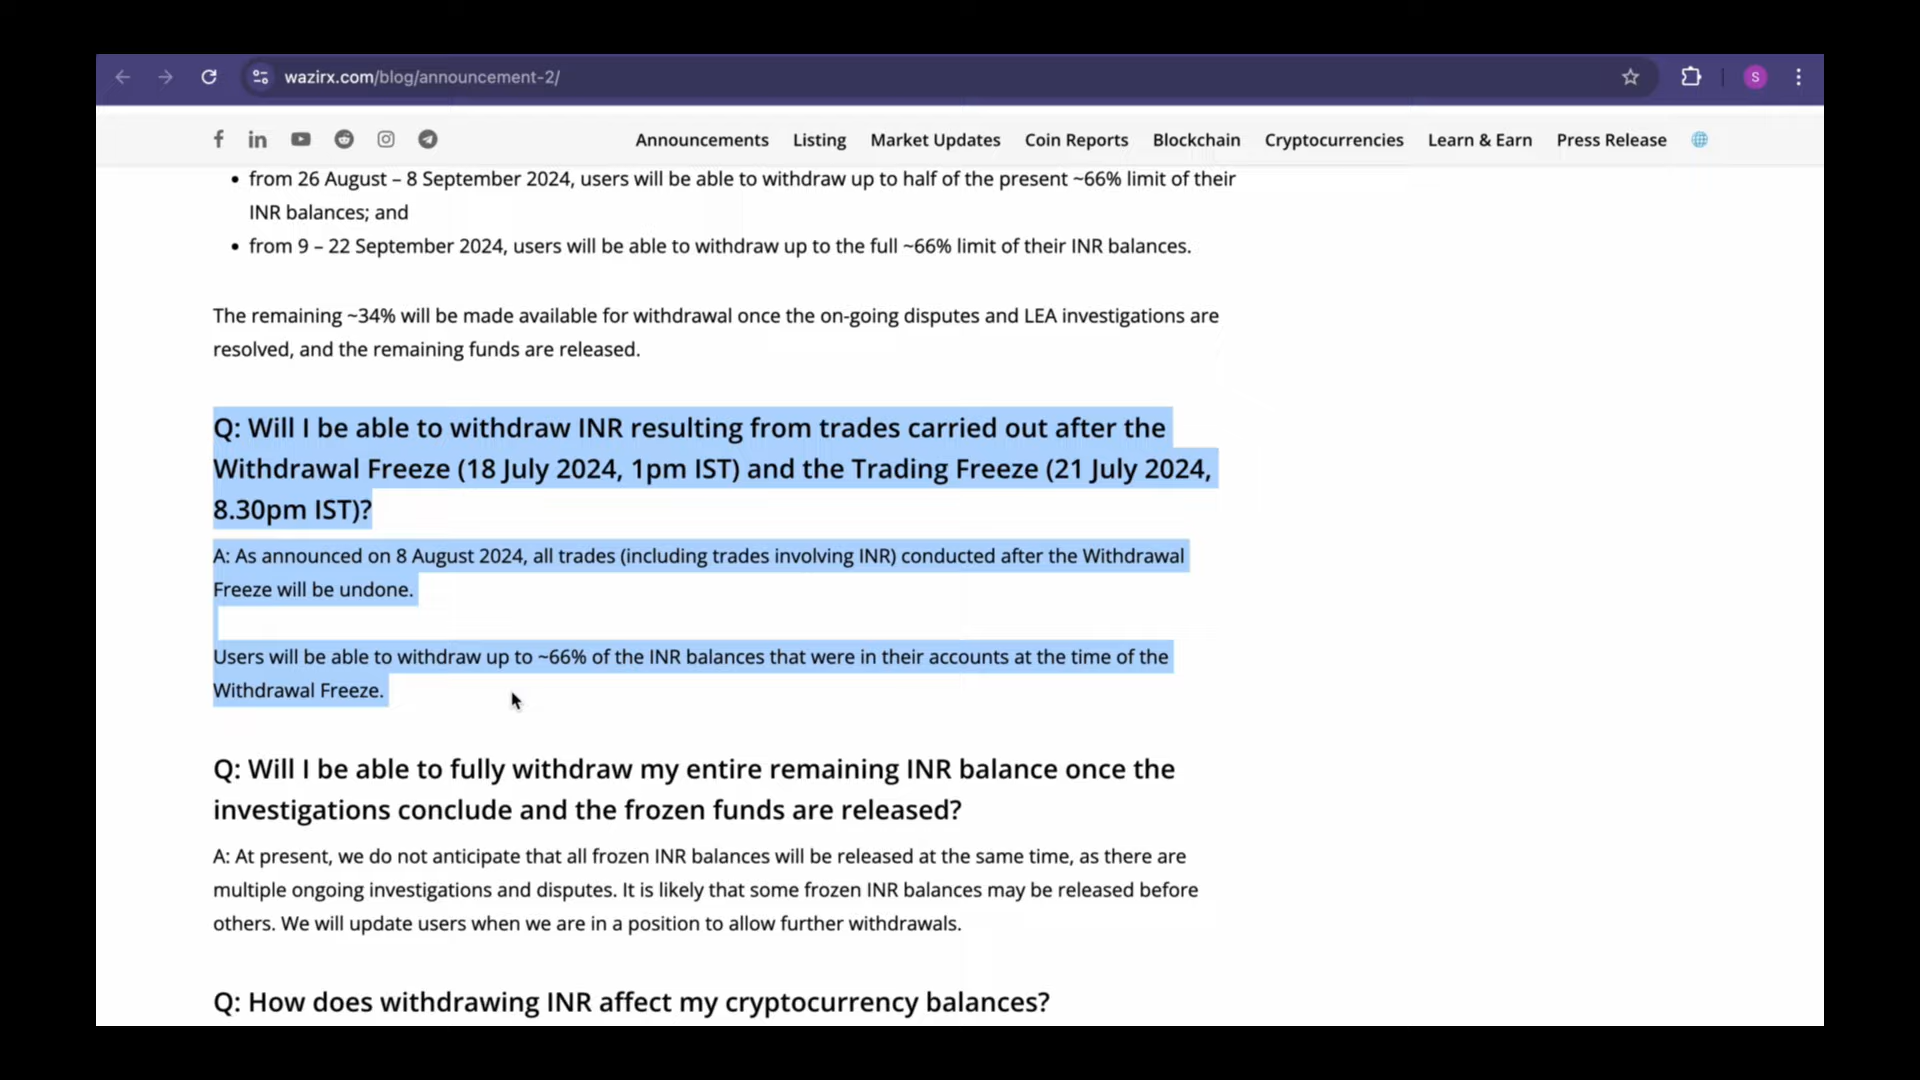 wazirx.com/blog/announcement-2/
S
Announcements Listing Market Updates Coin Reports Blockchain Cryptocurrencies Learn & Earn Press Release
• from 26 August – 8 September 2024, users will be able to withdraw up to half of the present ~66% limit of their
INR balances; and
• from 9 – 22 September 2024, users will be able to withdraw up to the full ~66% limit of their INR balances.
The remaining ~34% will be made available for withdrawal once the on-going disputes and LEA investigations are
resolved, and the remaining funds are released.
Q: Will I be able to withdraw INR resulting from trades carried out after the
Withdrawal Freeze (18 July 2024, 1pm IST) and the Trading Freeze (21 July 2024,
8.30pm IST)?
A: As announced on 8 August 2024, all trades (including trades involving INR) conducted after the Withdrawal
Freeze will be undone.
Users will be able to withdraw up to ~66% of the INR balances that were in their accounts at the time of the
Withdrawal Freeze.
Q: Will I be able to fully withdraw my entire remaining INR balance once the
investigations conclude and the frozen funds are released?
A: At present, we do not anticipate that all frozen INR balances will be released at the same time, as there are
multiple ongoing investigations and disputes. It is likely that some frozen INR balances may be released before
others. We will update users when we are in a position to allow further withdrawals.
Q: How does withdrawing INR affect my cryptocurrency balances?